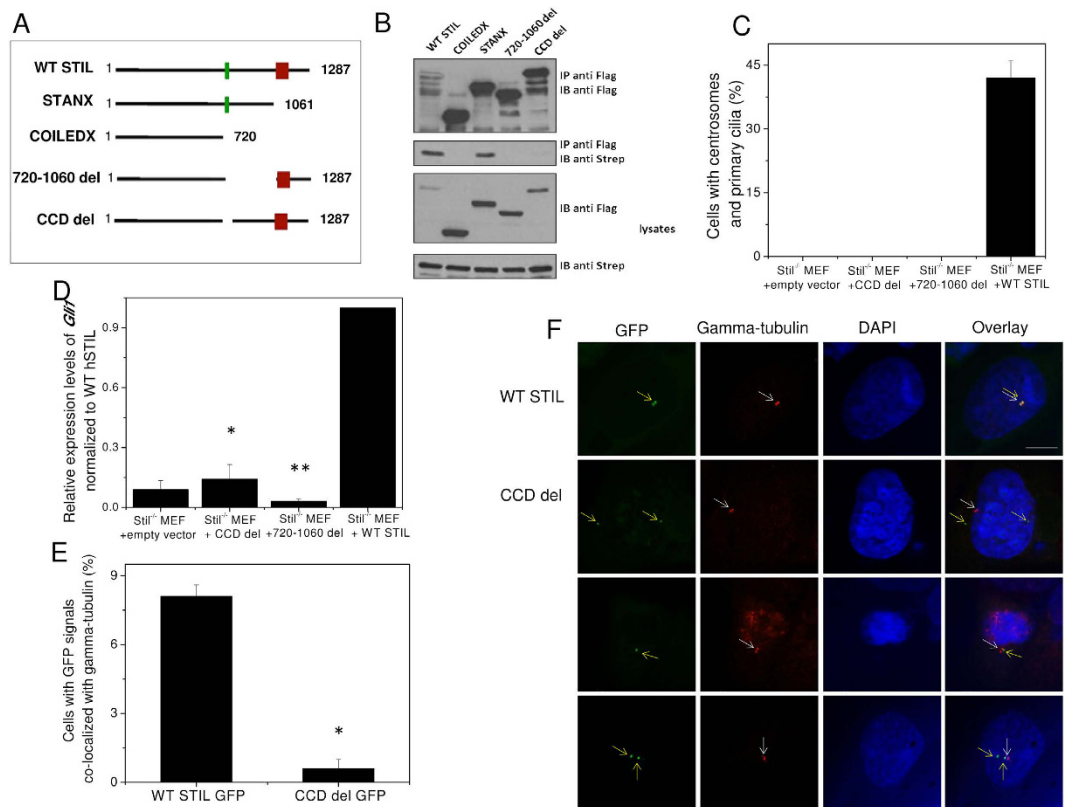 A
WT STIL 1 1287
STANX 1 1061
COILEDX 1 720
720-1060 del 1 1287
CCD del 1 1287
B
WT STIL
COILEDX
STANX
720-1060 del
CCD del
IP anti Flag
IB anti Flag
IP anti Flag
IB anti Strep
IB anti Flag
lysates
IB anti Strep
C
Cells with centrosomes
and primary cilia (%)
45
30
15
0
Stil-/- MEF +empty vector
Stil-/- MEF +CCD del
Stil-/- MEF +720-1060 del
Stil-/- MEF +WT STIL
D
Relative expression levels of Gli1
normalized to WT hSTIL
0.9
0.6
0.3
0.0
*
**
Stil-/- MEF +empty vector
Stil-/- MEF + CCD del
Stil-/- MEF +720-1060 del
Stil-/- MEF + WT STIL
E
Cells with GFP signals
co-localized with gamma-tubulin (%)
9
6
3
0
*
WT STIL GFP
CCD del GFP
F
GFP Gamma-tubulin DAPI Overlay
WT STIL
CCD del